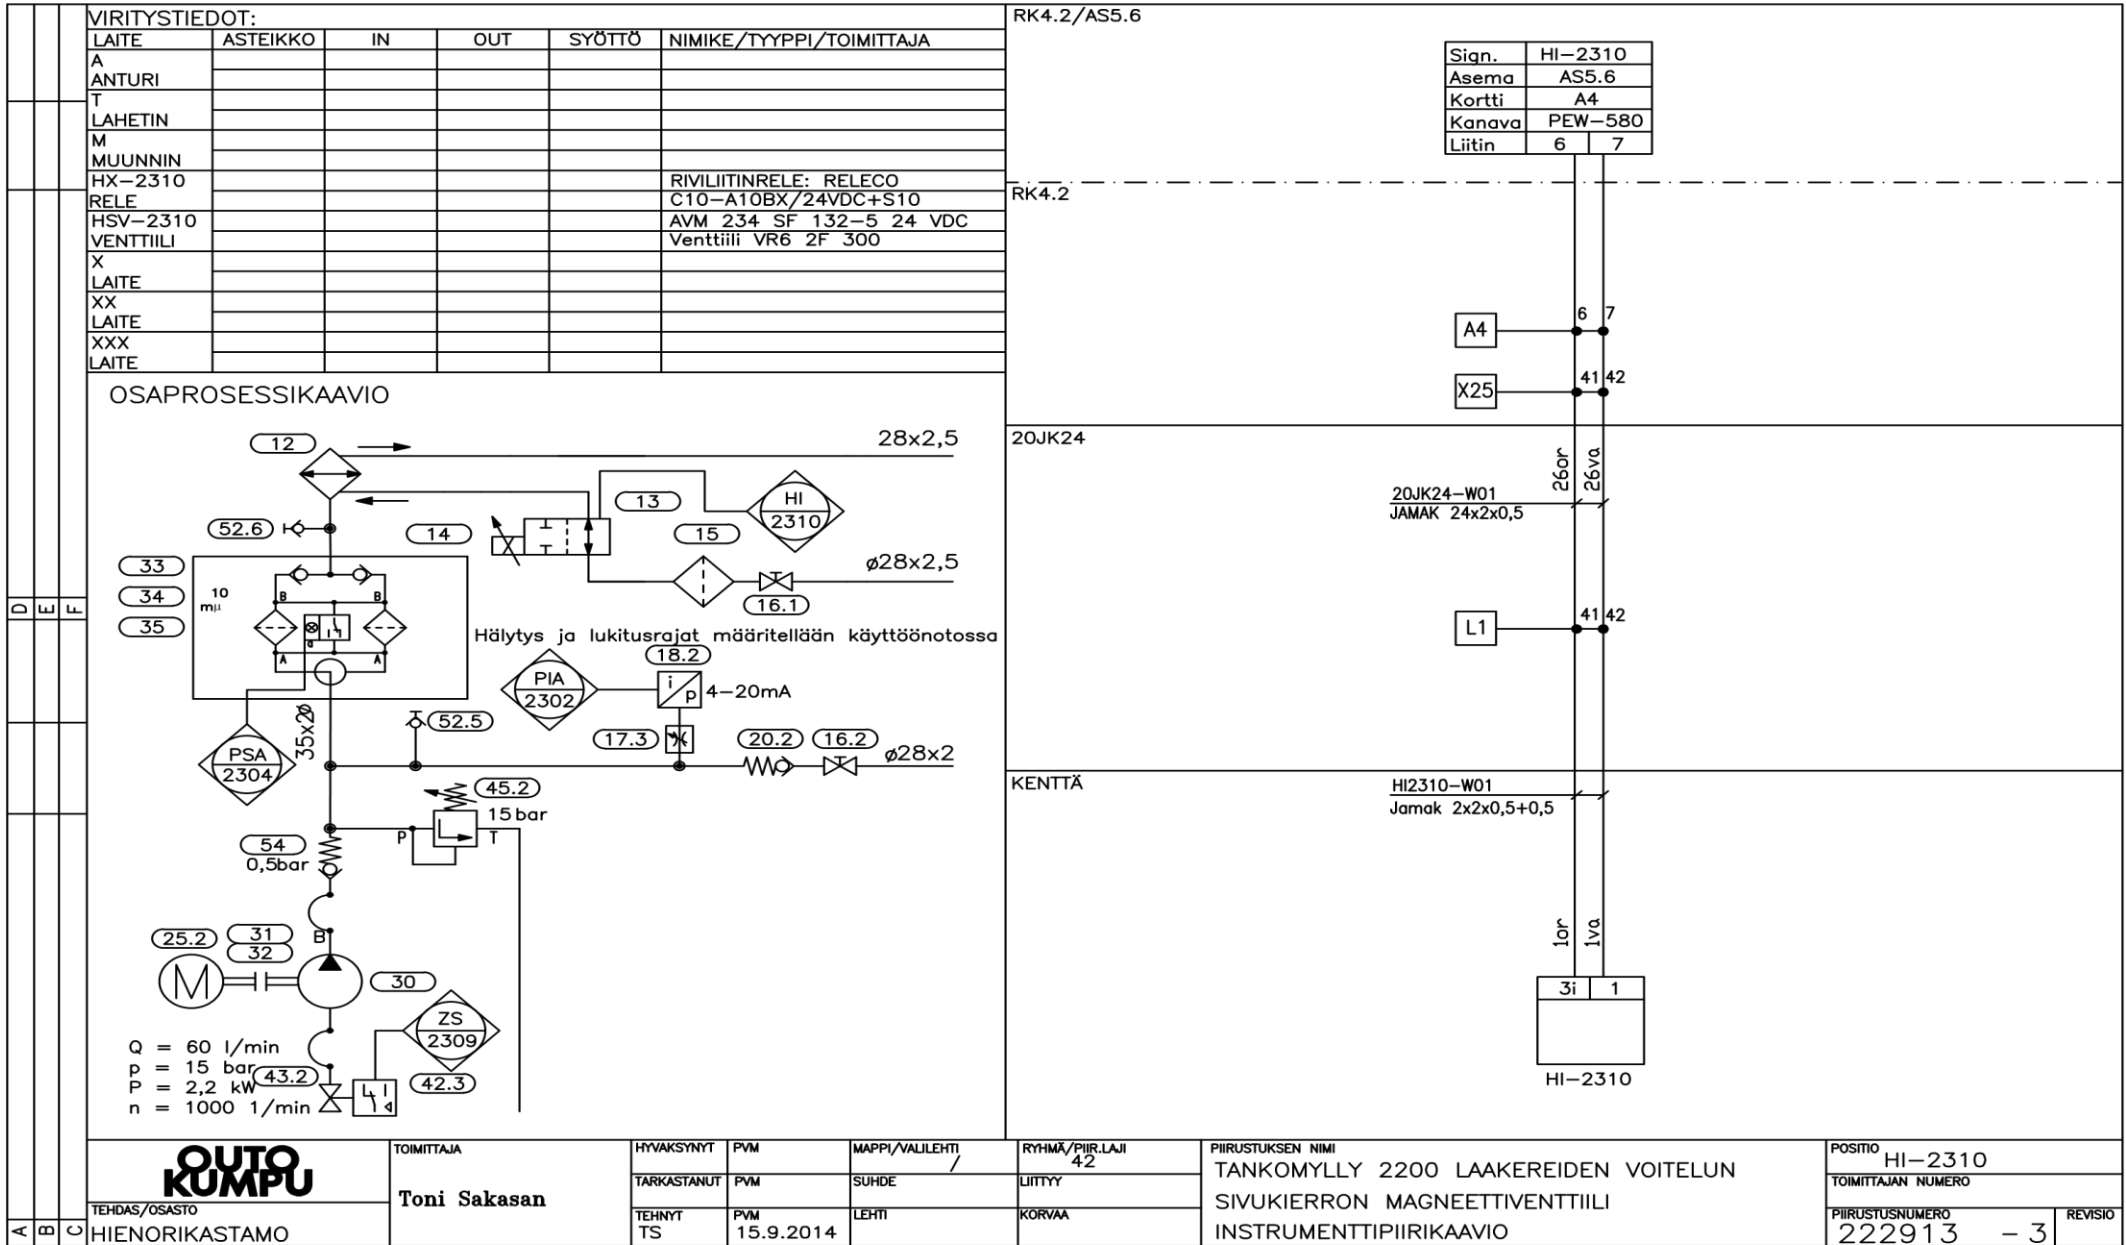 VIRITYSTIEDOT:
LAITE ASTEIKKO IN OUT SYÖTTÖ NIMIKE/TYYPPI/TOIMITTAJA
A
ANTURI
T
LAHETIN
M
MUUNNIN
HX-2310 RIVILIITINRELE: RELECO
RELE C10-A10BX/24VDC+S10
HSV-2310 AVM 234 SF 132-5 24 VDC
VENTTIILI Venttiili VR6 2F 300
X
LAITE
XX
LAITE
XXX
LAITE
OSAPROSESSIKAAVIO
12
28x2,5
13
HI
2310
52.6
14
15
ø28x2,5
16.1
33
34
35
10
mµ
B B
A A
Hälytys ja lukitusrajat määritellään käyttöönotossa
18.2
PIA
2302
i
p
4-20mA
35x2ø
52.5
17.3
20.2
16.2
ø28x2
PSA
2304
45.2
15 bar
P T
54
0,5bar
B
25.2
31
32
M
30
ZS
2309
42.3
43.2
Q = 60 l/min
p = 15 bar
P = 2,2 kW
n = 1000 1/min
RK4.2/AS5.6
Sign. HI-2310
Asema AS5.6
Kortti A4
Kanava PEW-580
Liitin 6 7
RK4.2
6 7
A4
41 42
X25
20JK24
26or 26va
20JK24-W01
JAMAK 24x2x0,5
41 42
L1
KENTTÄ
HI2310-W01
Jamak 2x2x0,5+0,5
1or 1va
3i 1
HI-2310
D E F
A B C
OUTO
KUMPU
TEHDAS/OSASTO
HIENORIKASTAMO
TOIMITTAJA
Toni Sakasan
HYVAKSYNYT PVM
TARKASTANUT PVM
TEHNYT PVM
TS 15.9.2014
MAPPI/VALILEHTI
/
SUHDE
LEHTI
RYHMÄ/PIIR.LAJI
42
LIITTYY
KORVAA
PIIRUSTUKSEN NIMI
TANKOMYLLY 2200 LAAKEREIDEN VOITELUN
SIVUKIERRON MAGNEETTIVENTTIILI
INSTRUMENTTIPIIRIKAAVIO
POSITIO
HI-2310
TOIMITTAJAN NUMERO
PIIRUSTUSNUMERO REVISIO
222913 - 3